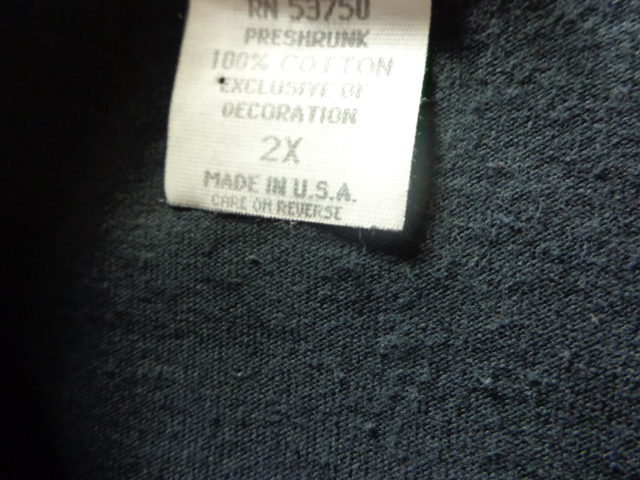 RN 53750
PRESHRUNK
100% COTTON
EXCLUSIVE OF
DECORATION
2X
MADE IN U.S.A.
CARE ON REVERSE